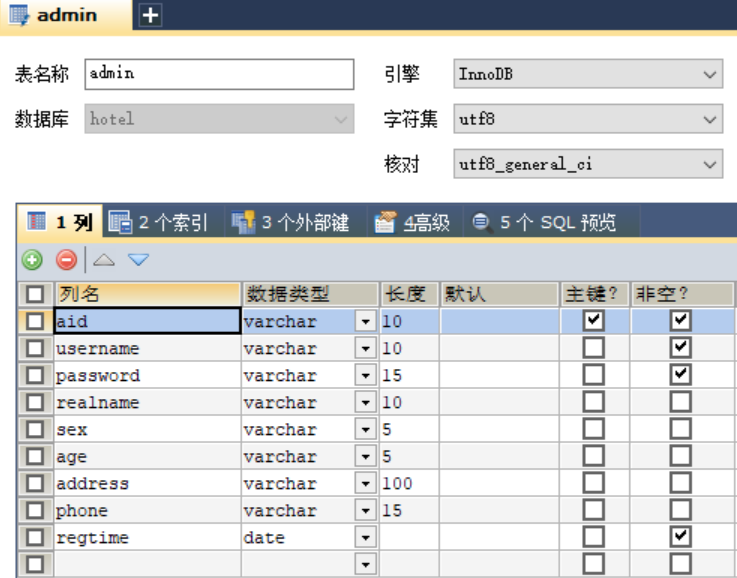 admin
表名称 admin 引擎 InnoDB
数据库 hotel 字符集 utf8
核对 utf8_general_ci
1 列 2 个索引 3 个外部键 4高级 5 个 SQL 预览
列名 数据类型 长度 默认 主键? 非空?
aid varchar 10
username varchar 10
password varchar 15
realname varchar 10
sex varchar 5
age varchar 5
address varchar 100
phone varchar 15
regtime date